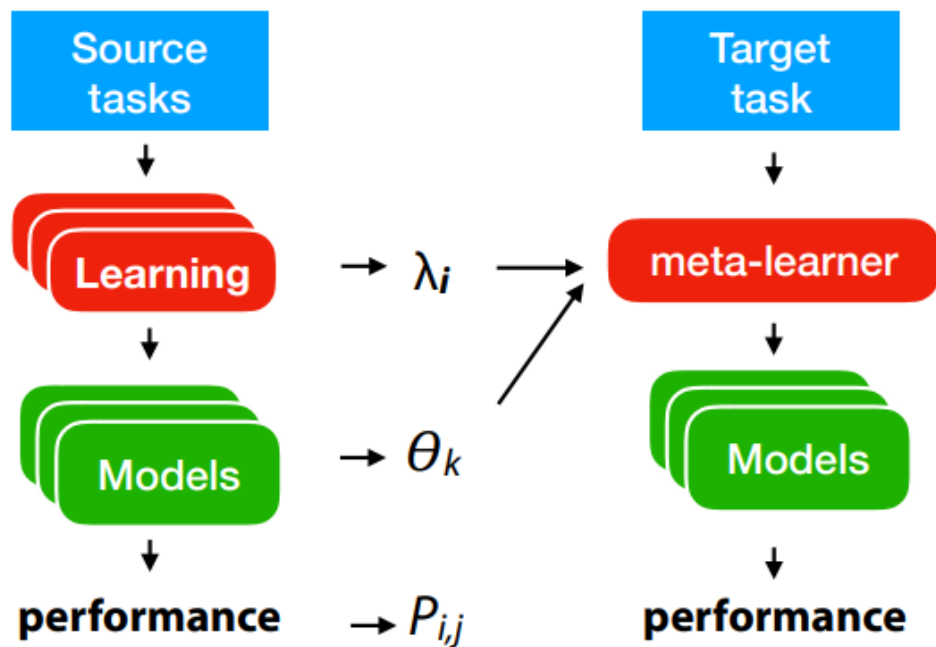 Source
tasks
Target
task
Learning
λi
meta-learner
Models
θk
Models
performance
Pi,j
performance